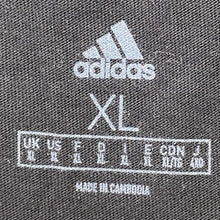 adidas
XL
UK US F D I E CDN J
XL XL XL XL XL XL XL/TG 4XO
MADE IN CAMBODIA